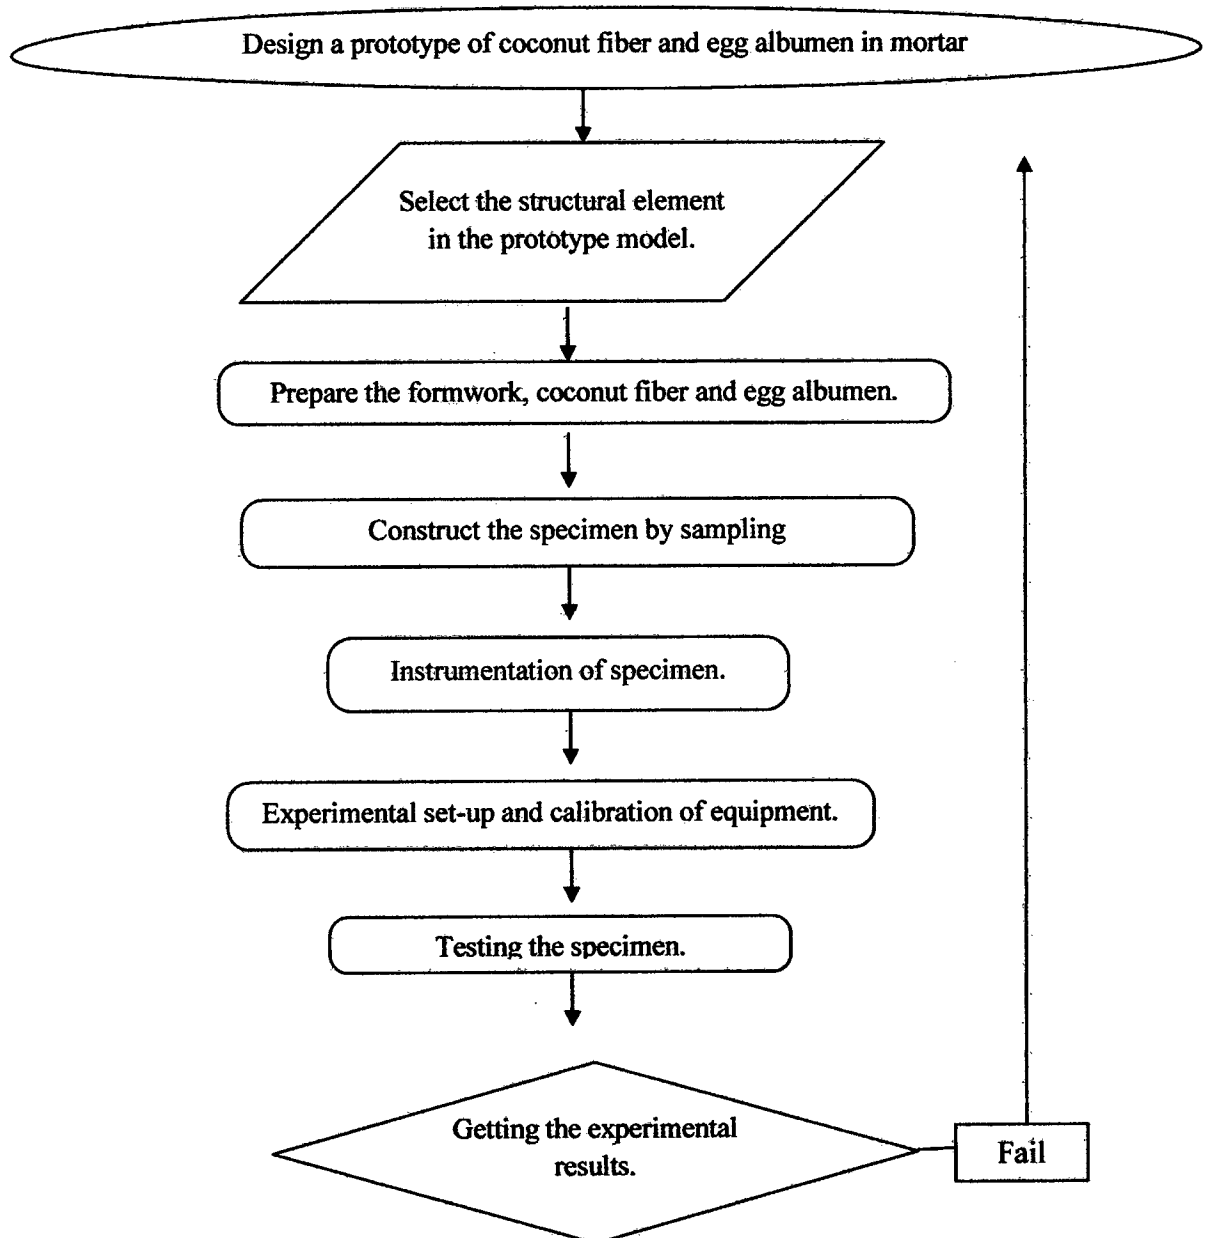 Design a prototype of coconut fiber and egg albumen in mortar
Select the structural element
in the prototype model.
Prepare the formwork, coconut fiber and egg albumen.
Construct the specimen by sampling
Instrumentation of specimen.
Experimental set-up and calibration of equipment.
Testing the specimen.
Getting the experimental
results.
Fail